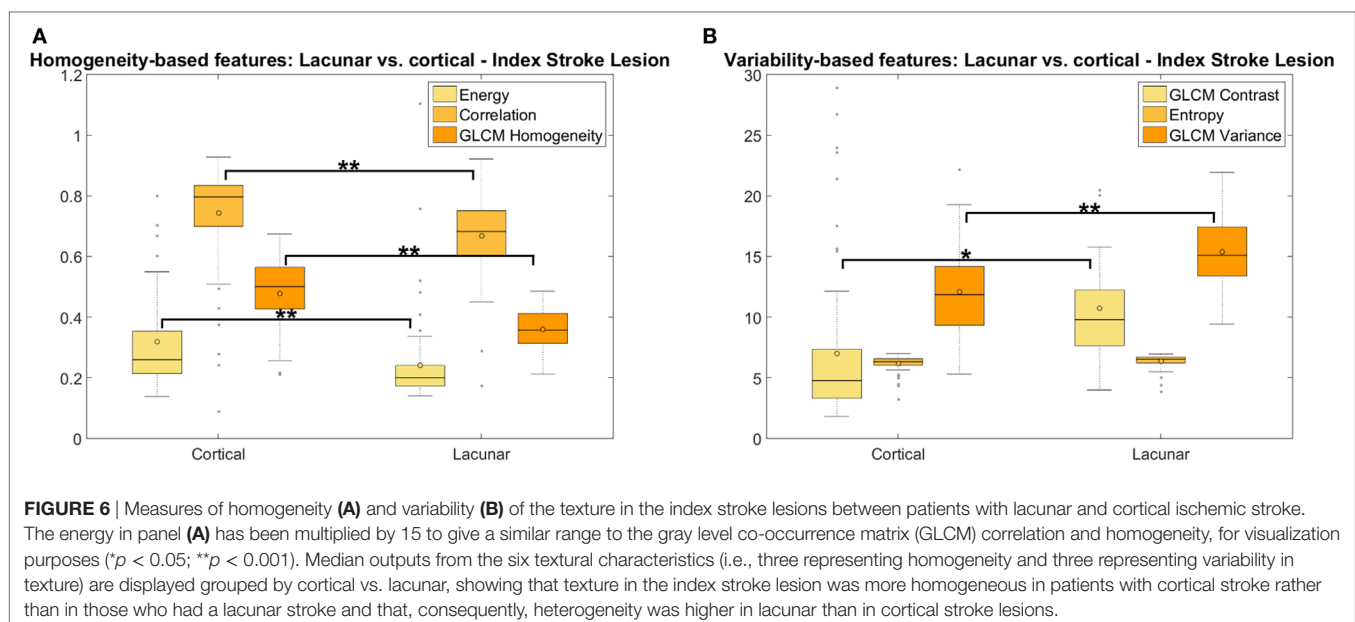 A
Homogeneity-based features: Lacunar vs. cortical - Index Stroke Lesion
1.2
1
0.8
0.6
0.4
0.2
0
Energy
Correlation
GLCM Homogeneity
**
**
**
Cortical
Lacunar
B
Variability-based features: Lacunar vs. cortical - Index Stroke Lesion
30
25
20
15
10
5
0
GLCM Contrast
Entropy
GLCM Variance
**
*
Cortical
Lacunar
FIGURE 6 | Measures of homogeneity (A) and variability (B) of the texture in the index stroke lesions between patients with lacunar and cortical ischemic stroke.
The energy in panel (A) has been multiplied by 15 to give a similar range to the gray level co-occurrence matrix (GLCM) correlation and homogeneity, for visualization
purposes (*p < 0.05; **p < 0.001). Median outputs from the six textural characteristics (i.e., three representing homogeneity and three representing variability in
texture) are displayed grouped by cortical vs. lacunar, showing that texture in the index stroke lesion was more homogeneous in patients with cortical stroke rather
than in those who had a lacunar stroke and that, consequently, heterogeneity was higher in lacunar than in cortical stroke lesions.